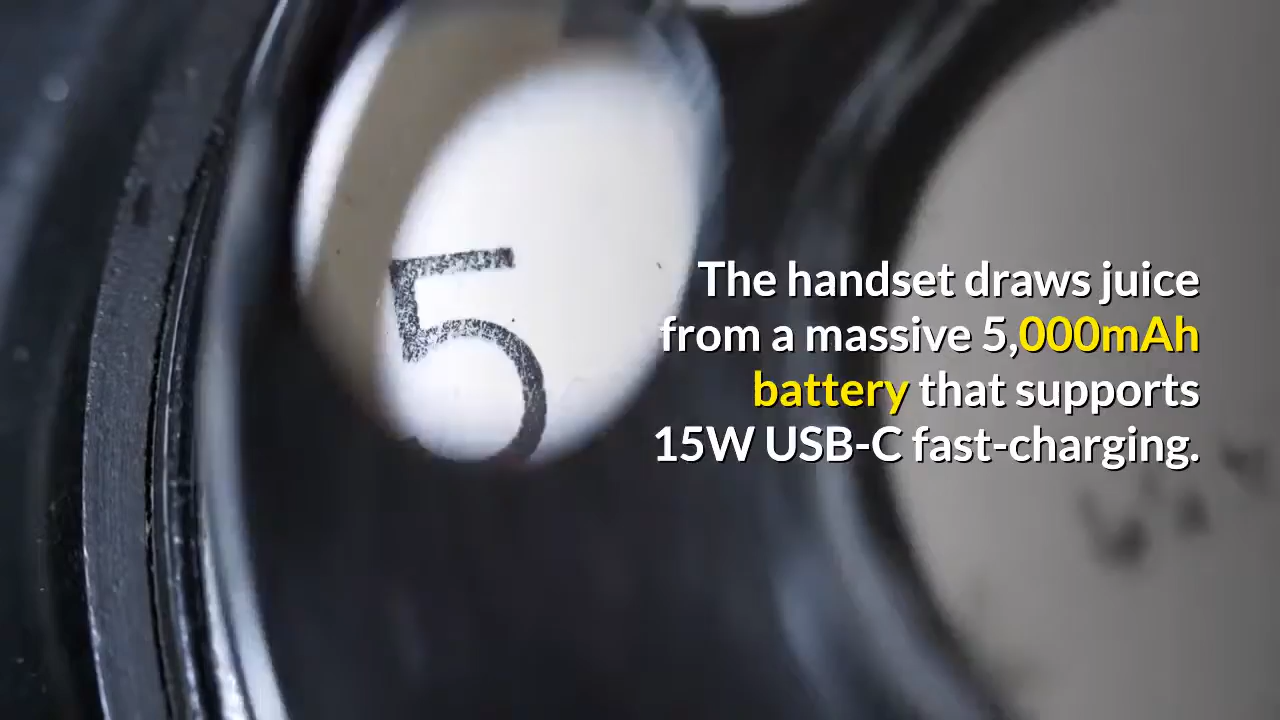 5
The handset draws juice
from a massive 5,000mAh
battery that supports
15W USB-C fast-charging.